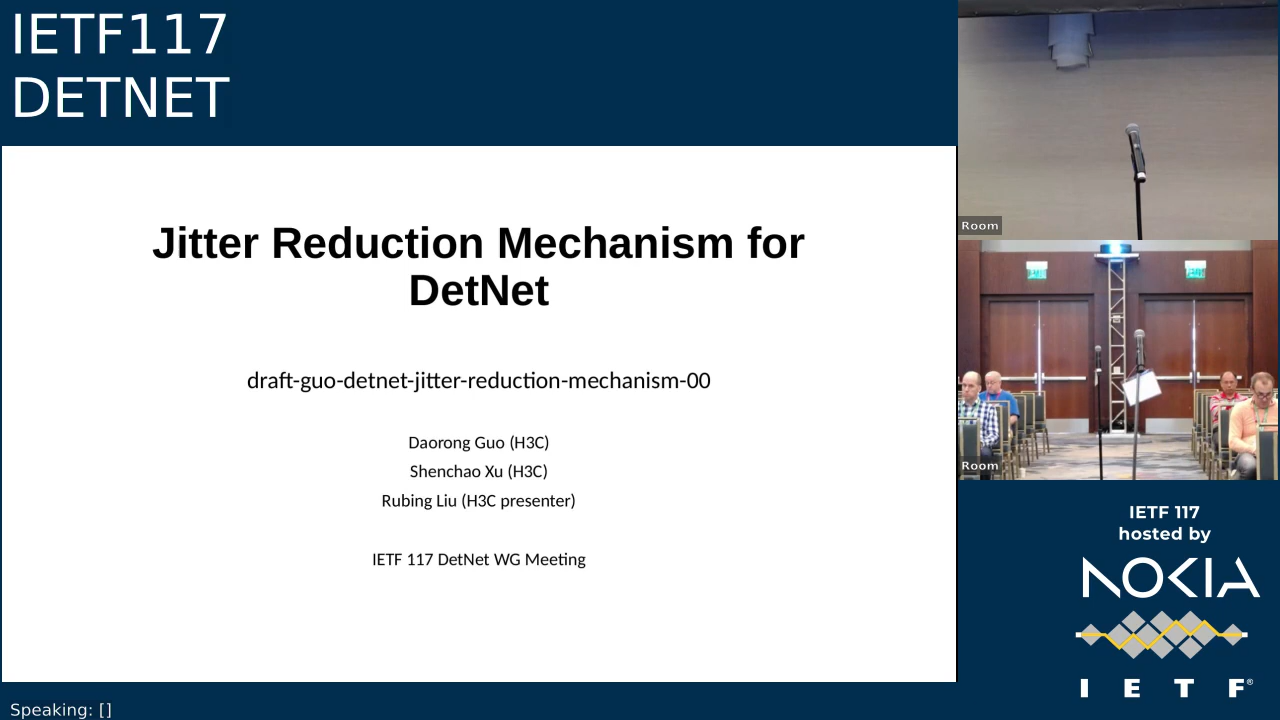 IETF117
DETNET
Jitter Reduction Mechanism for
DetNet
draft-guo-detnet-jitter-reduction-mechanism-00
Daorong Guo (H3C)
Shenchao Xu (H3C)
Rubing Liu (H3C presenter)
IETF 117 DetNet WG Meeting
Speaking: []
Room
Room
IETF 117
hosted by
NOKIA
I E T F®